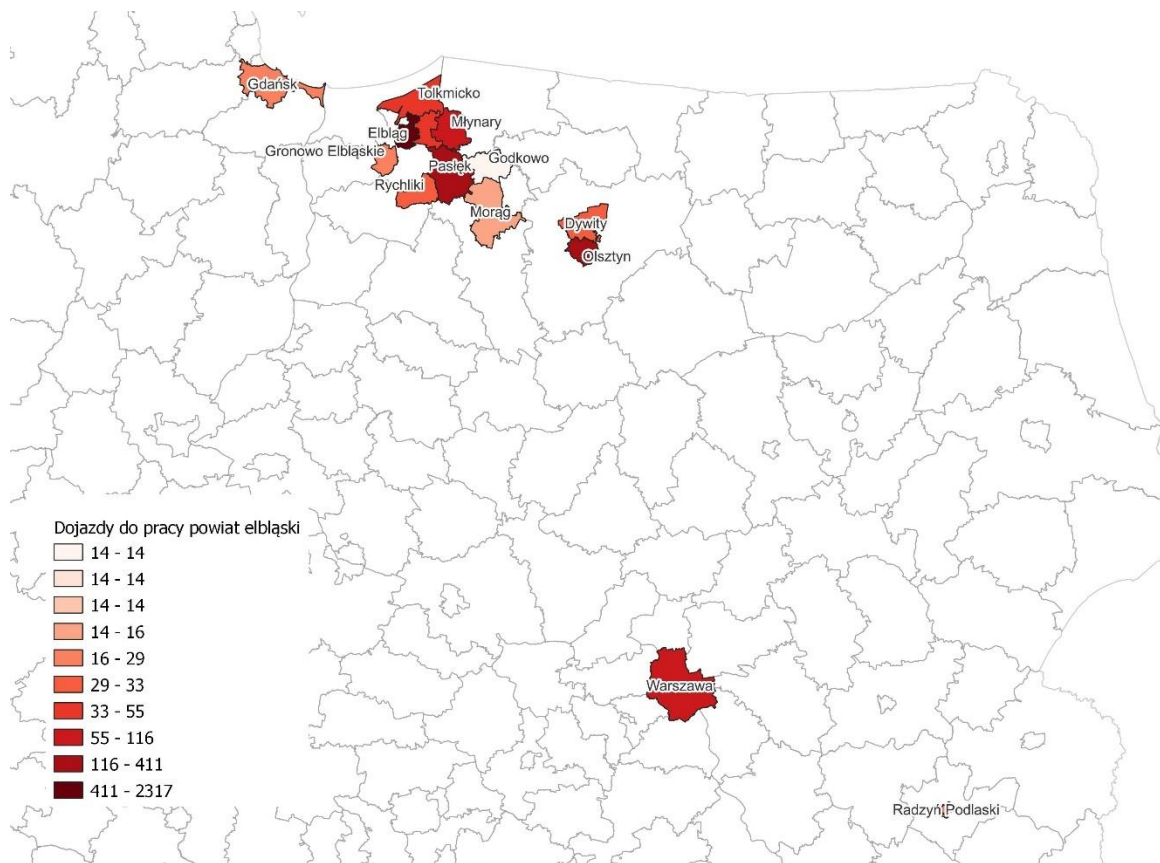 Gdańsk
Tolkmicko
Młynary
Elbląg
Gronowo Elbląskie
Pasłęk
Godkowo
Rychliki
Morąg
Dywity
Olsztyn
Dojazdy do pracy powiat elbląski
14 - 14
14 - 14
14 - 14
14 - 16
16 - 29
29 - 33
33 - 55
55 - 116
116 - 411
411 - 2317
Warszawa
Radzyń Podlaski